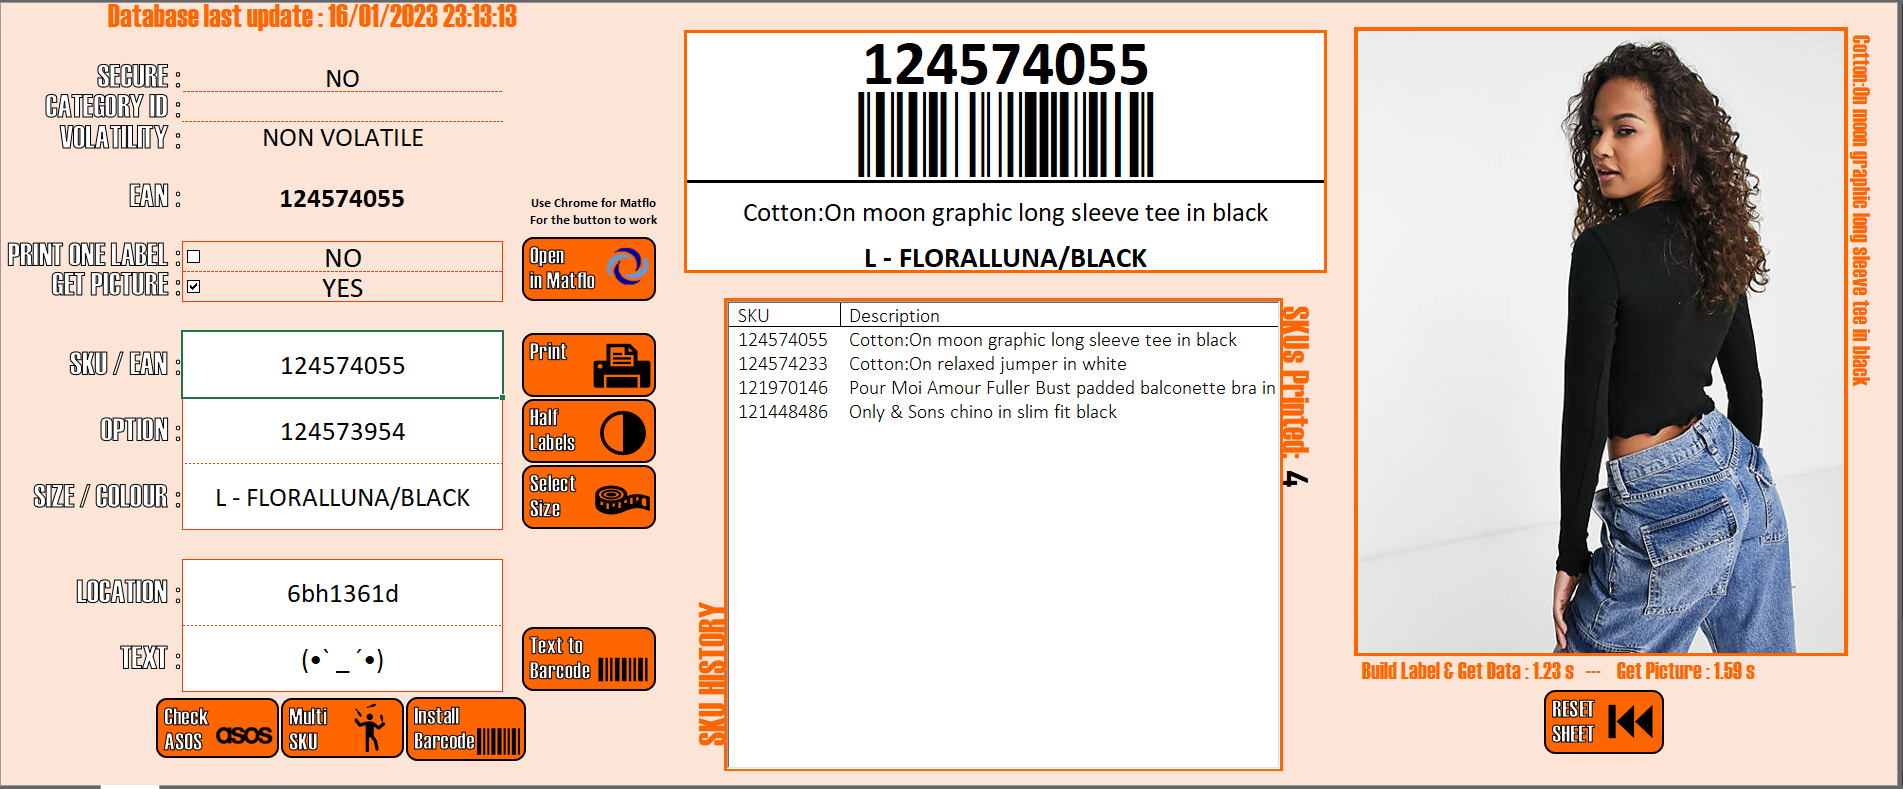 Database last update : 16/01/2023 23:13:13
SECURE : NO
CATEGORY ID :
VOLATILITY : NON VOLATILE
EAN : 124574055
Use Chrome for Matflo
For the button to work
PRINT ONE LABEL : NO
GET PICTURE : YES
Open
in Matflo
SKU / EAN : 124574055
Print
OPTION : 124573954
Half
Labels
SIZE / COLOUR : L - FLORALLUNA/BLACK
Select
Size
LOCATION : 6bh1361d
TEXT : (•` _ ´•)
Text to
Barcode
Check
ASOS asos
Multi
SKU
Install
Barcode
124574055
Cotton:On moon graphic long sleeve tee in black
L - FLORALLUNA/BLACK
SKU HISTORY
SKU Description
124574055 Cotton:On moon graphic long sleeve tee in black
124574233 Cotton:On relaxed jumper in white
121970146 Pour Moi Amour Fuller Bust padded balconette bra in
121448486 Only & Sons chino in slim fit black
SKUs Printed: 4
Cotton:On moon graphic long sleeve tee in black
Build Label & Get Data : 1.23 s --- Get Picture : 1.59 s
RESET
SHEET